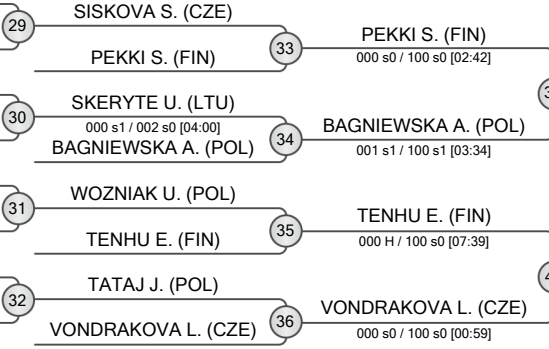 SISKOVA S. (CZE)
29
PEKKI S. (FIN)
33
PEKKI S. (FIN)
000 s0 / 100 s0 [02:42]
SKERYTE U. (LTU)
30
000 s1 / 002 s0 [04:00]
BAGNIEWSKA A. (POL)
34
BAGNIEWSKA A. (POL)
001 s1 / 100 s1 [03:34]
WOZNIAK U. (POL)
31
TENHU E. (FIN)
35
TENHU E. (FIN)
000 H / 100 s0 [07:39]
TATAJ J. (POL)
32
VONDRAKOVA L. (CZE)
36
VONDRAKOVA L. (CZE)
000 s0 / 100 s0 [00:59]